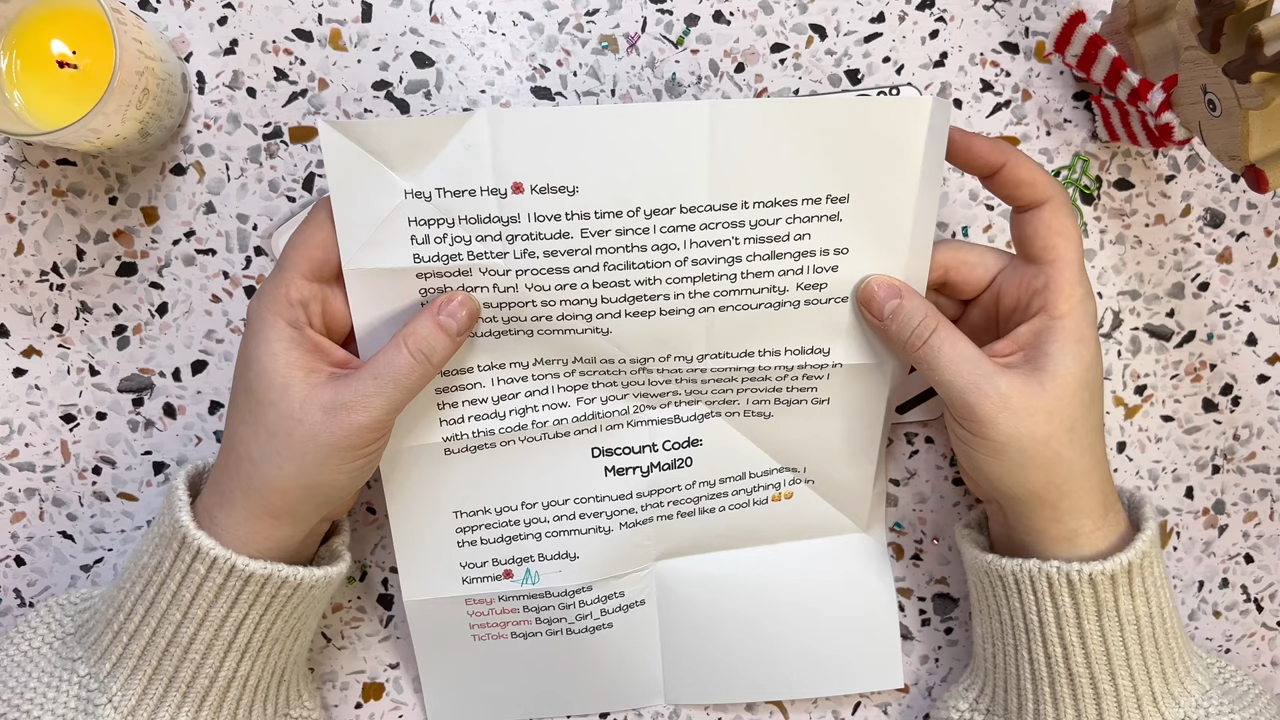 Hey There Hey 🌺 Kelsey:
Happy Holidays! I love this time of year because it makes me feel
full of joy and gratitude. Ever since I came across your channel,
Budget Better Life, several months ago, I haven't missed an
episode! Your process and facilitation of savings challenges is so
gosh darn fun! You are a beast with completing them and I love
support so many budgeters in the community. Keep
hat you are doing and keep being an encouraging source
budgeting community.
lease take my Merry Mail as a sign of my gratitude this holiday
season. I have tons of scratch offs that are coming to my shop in
the new year and I hope that you love this sneak peak of a few I
had ready right now. For your viewers, you can provide them
with this code for an additional 20% of their order. I am Bajan Girl
Budgets on YouTube and I am KimmiesBudgets on Etsy.
Discount Code:
MerryMail20
Thank you for your continued support of my small business. I
appreciate you, and everyone, that recognizes anything I do in
the budgeting community. Makes me feel like a cool kid 🥰🤣
Your Budget Buddy,
Kimmie🌺
Etsy: KimmiesBudgets
YouTube: Bajan Girl Budgets
Instagram: Bajan_Girl_Budgets
TicTok: Bajan Girl Budgets